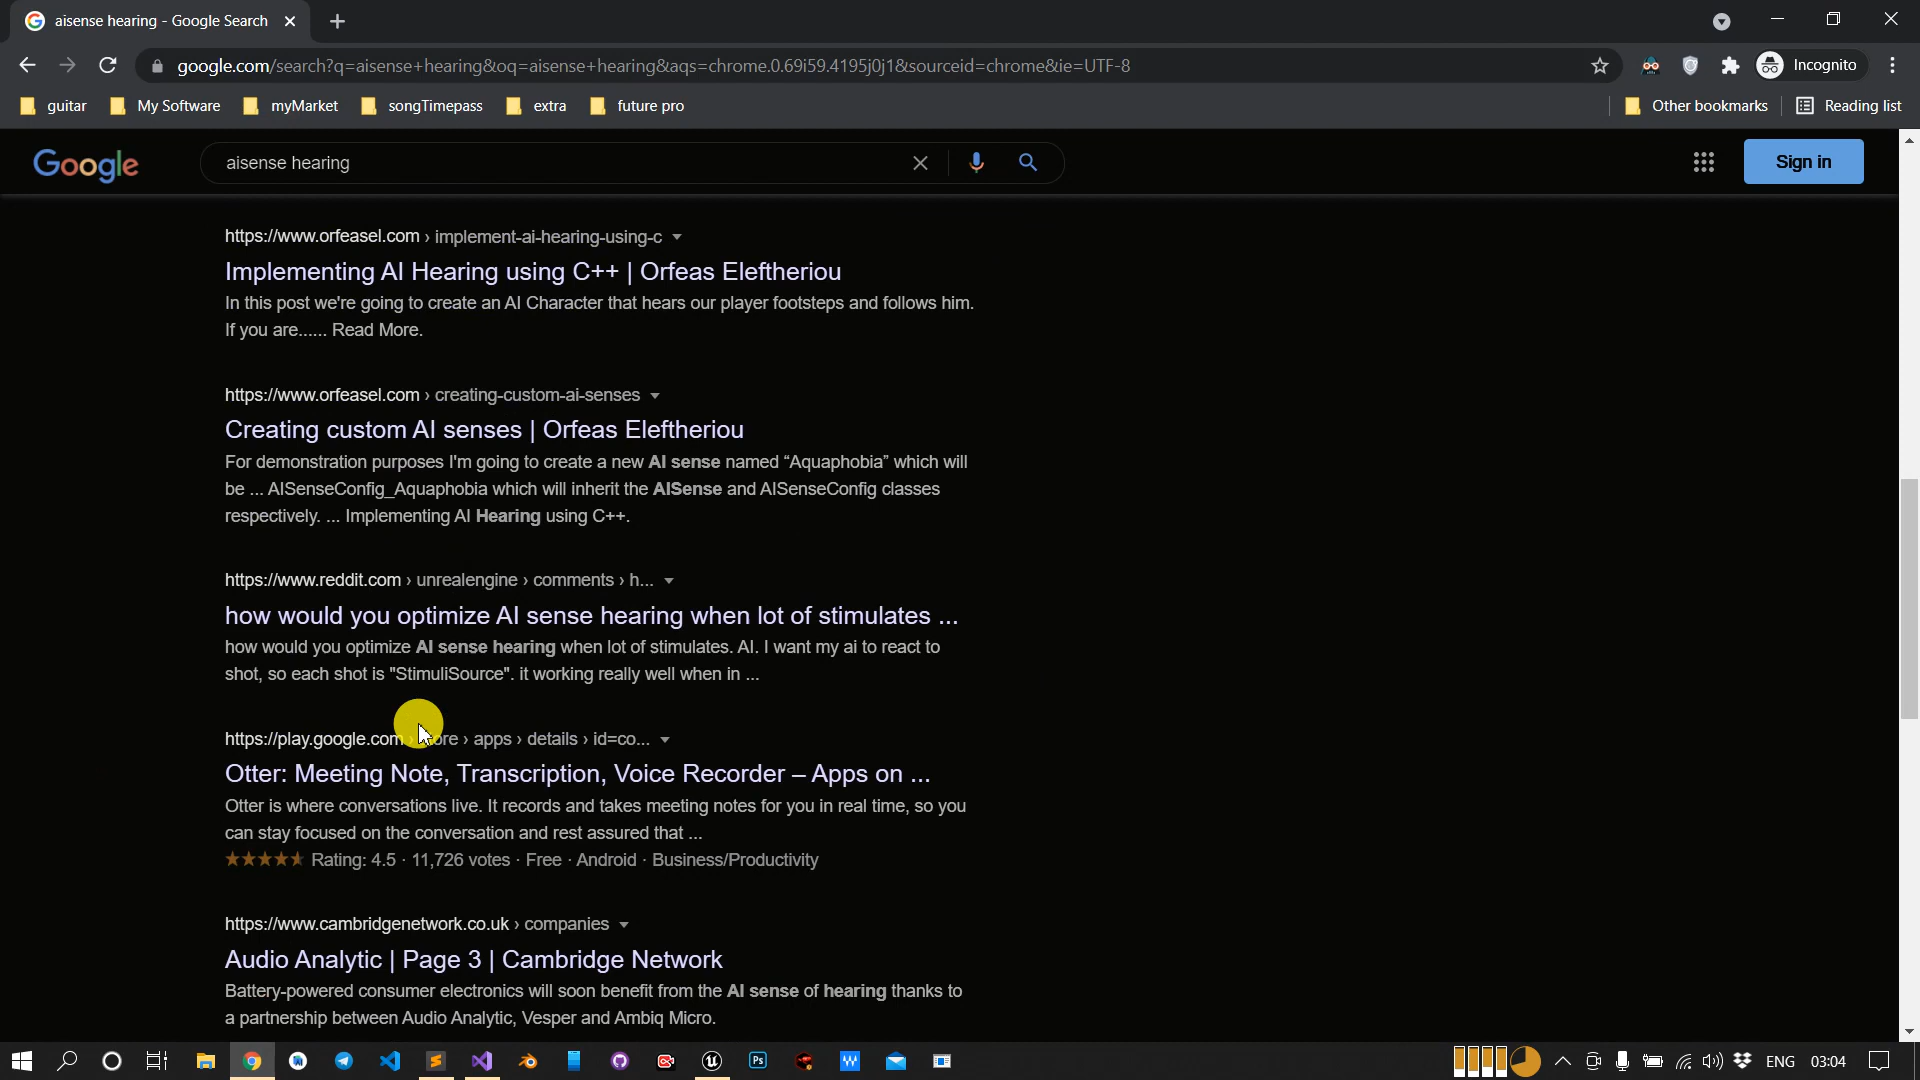 aisense hearing - Google Search
google.com/search?q=aisense+hearing&oq=aisense+hearing&aqs=chrome.0.69i59.4195j0j1&sourceid=chrome&ie=UTF-8
Incognito
guitar My Software myMarket songTimepass extra future pro Other bookmarks Reading list
Google aisense hearing Sign in
https://www.orfeasel.com › implement-ai-hearing-using-c
Implementing AI Hearing using C++ | Orfeas Eleftheriou
In this post we're going to create an AI Character that hears our player footsteps and follows him.
If you are...... Read More.
https://www.orfeasel.com › creating-custom-ai-senses
Creating custom AI senses | Orfeas Eleftheriou
For demonstration purposes I'm going to create a new AI sense named “Aquaphobia” which will
be ... AISenseConfig_Aquaphobia which will inherit the AISense and AISenseConfig classes
respectively. ... Implementing AI Hearing using C++.
https://www.reddit.com › unrealengine › comments › h...
how would you optimize AI sense hearing when lot of stimulates ...
how would you optimize AI sense hearing when lot of stimulates. AI. I want my ai to react to
shot, so each shot is "StimuliSource". it working really well when in ...
https://play.google.com › apps › details › id=co...
Otter: Meeting Note, Transcription, Voice Recorder – Apps on ...
Otter is where conversations live. It records and takes meeting notes for you in real time, so you
can stay focused on the conversation and rest assured that ...
Rating: 4.5 · 11,726 votes · Free · Android · Business/Productivity
https://www.cambridgenetwork.co.uk › companies
Audio Analytic | Page 3 | Cambridge Network
Battery-powered consumer electronics will soon benefit from the AI sense of hearing thanks to
a partnership between Audio Analytic, Vesper and Ambiq Micro.
Ps
ENG 03:04